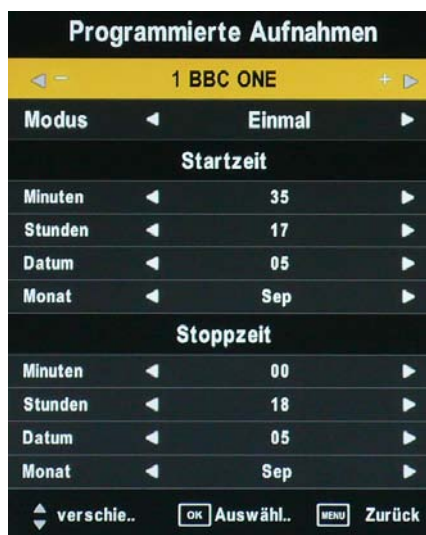 Programmierte Aufnahmen
− 1 BBC ONE +
Modus Einmal
Startzeit
Minuten 35
Stunden 17
Datum 05
Monat Sep
Stoppzeit
Minuten 00
Stunden 18
Datum 05
Monat Sep
verschie.. OK Auswähl.. MENU Zurück